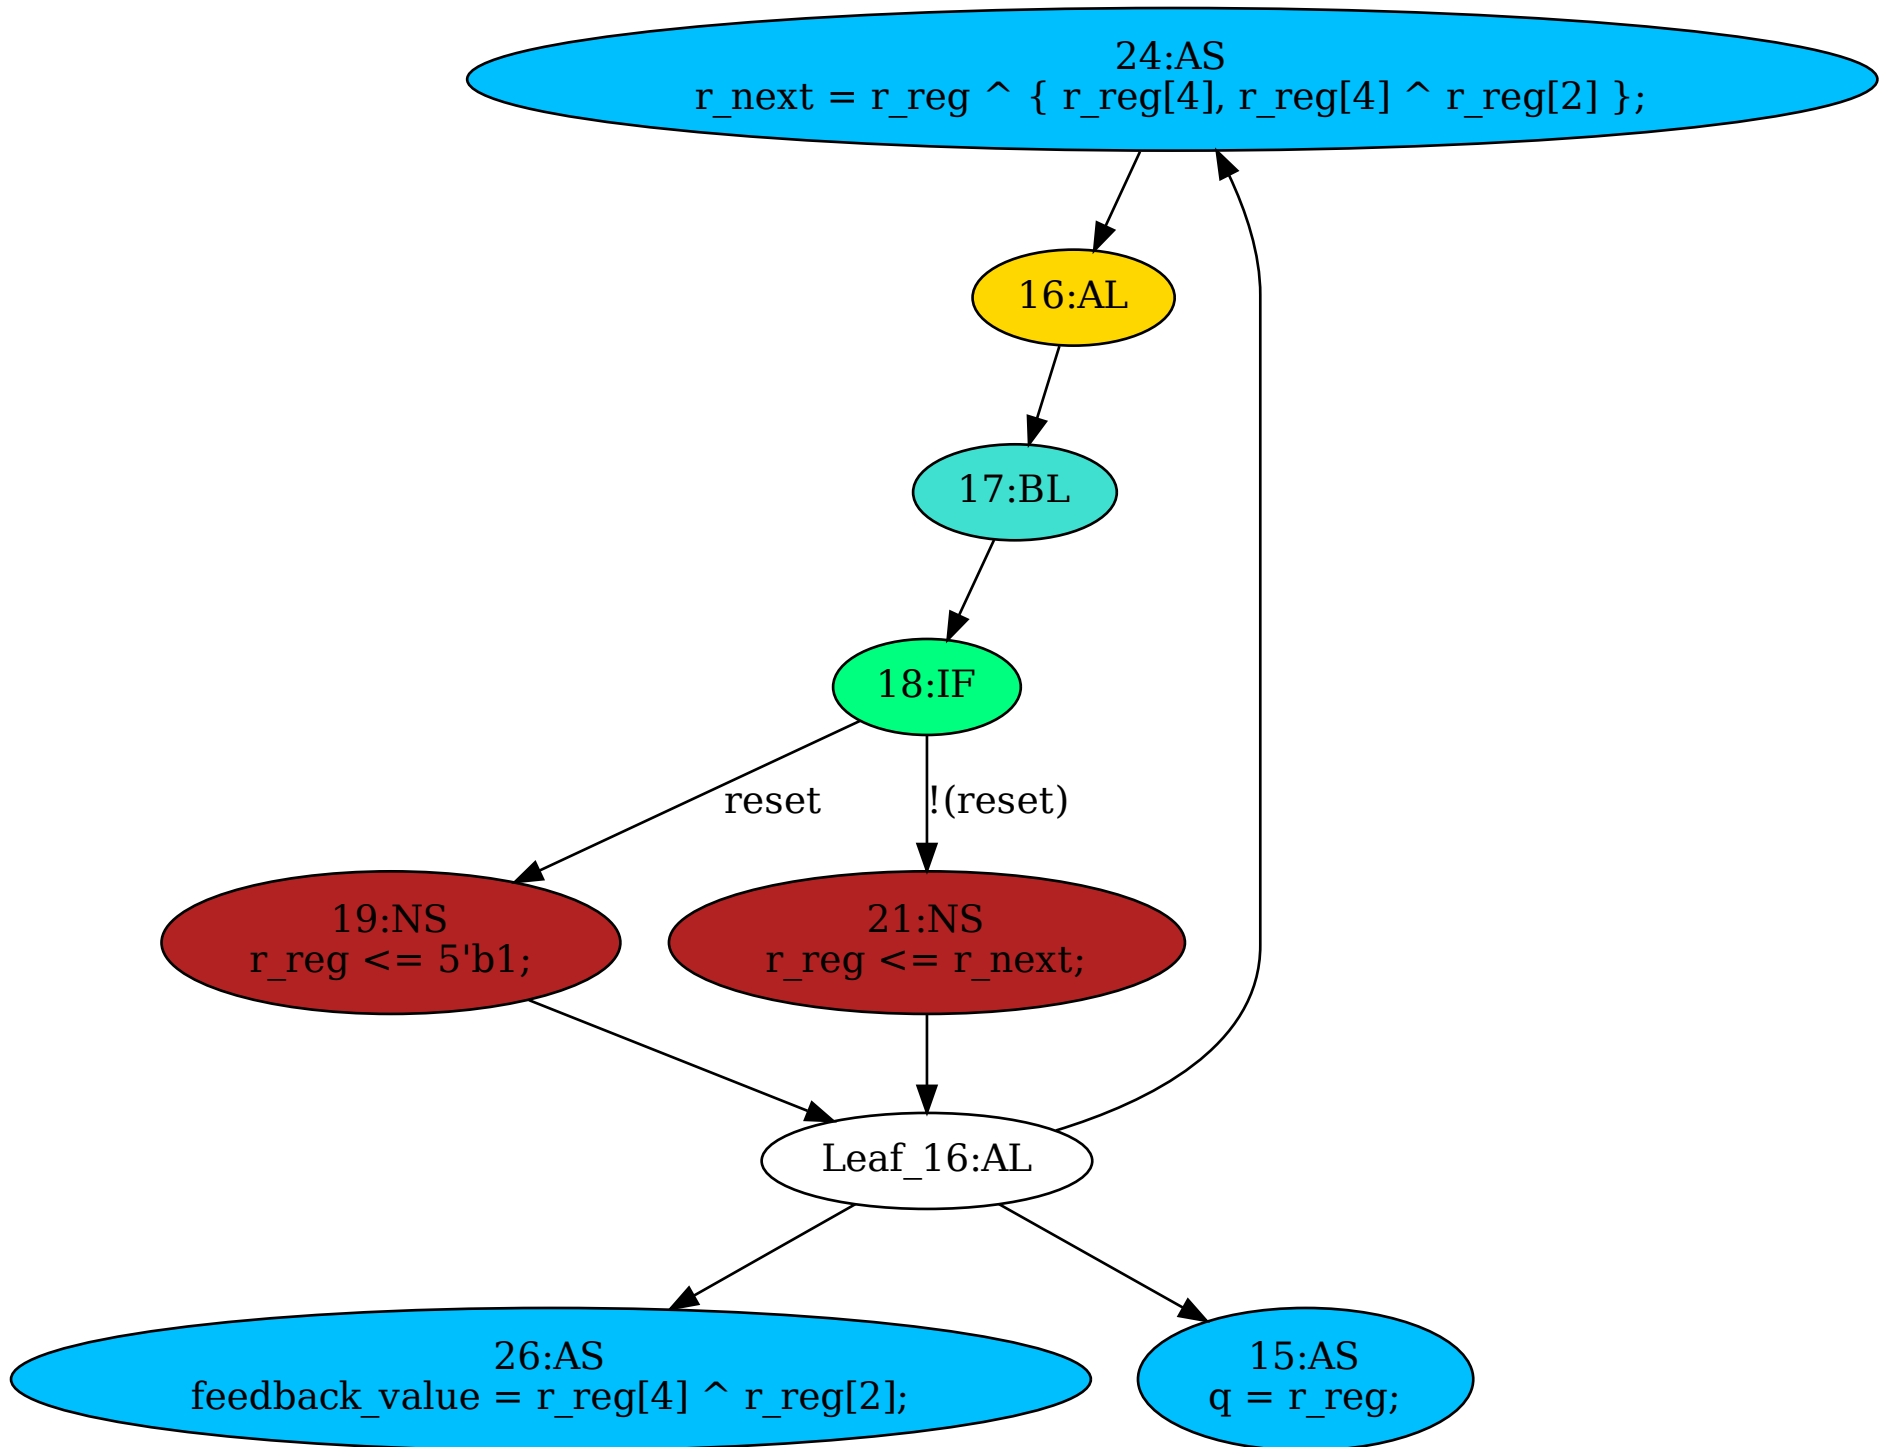 24:AS
r_next = r_reg ^ { r_reg[4], r_reg[4] ^ r_reg[2] };
16:AL
17:BL
18:IF
reset
!(reset)
19:NS
r_reg <= 5'b1;
21:NS
r_reg <= r_next;
Leaf_16:AL
26:AS
feedback_value = r_reg[4] ^ r_reg[2];
15:AS
q = r_reg;